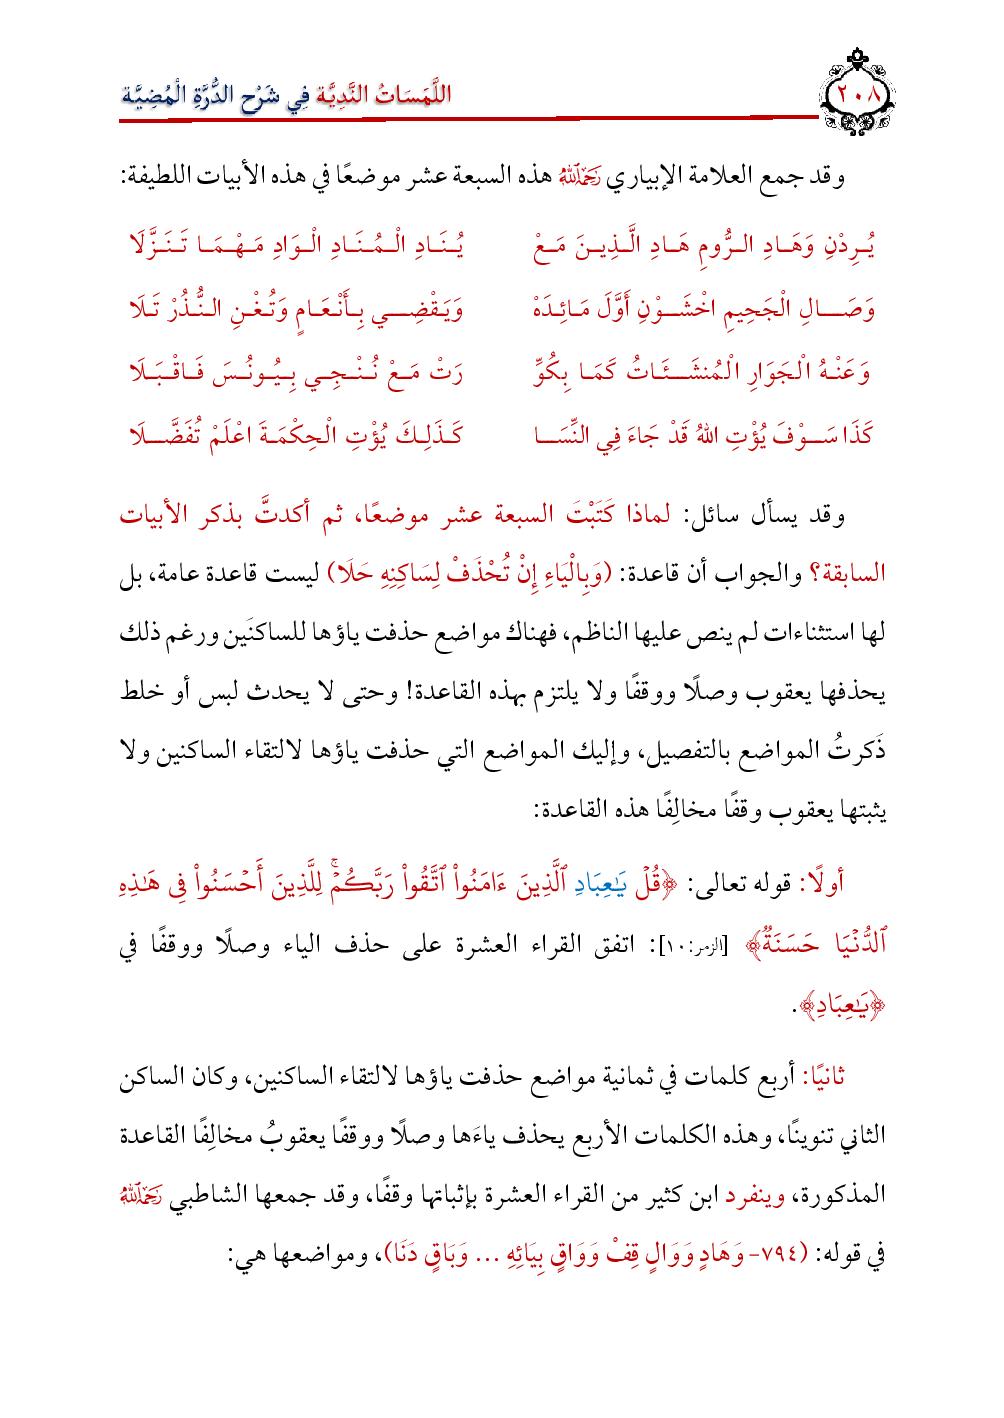 ٢٠٨
اللَّمَسَاتُ النَّدِيَّة فِي شَرْح الدُّرَّةِ الْمُضِيَّة
وقد جمع العلامة الإبياري رحمه الله هذه السبعة عشر موضعًا في هذه الأبيات اللطيفة:
يُرِدْنِ وَهَادِ الرُّومِ هَادِ الَّذِينَ مَعْ يُنَادِ الْمُنَادِ الْوَادِ مَهْمَا تَنَزَّلَا
وَصَالِ الْجَحِيمِ اخْشَوْنِ أَوَّلَ مَائِدَهْ وَيَقْضِي بِأَنْعَامٍ وَتُغْنِ النُّذُرْ تَلَا
وَعَنْهُ الْجَوَارِ الْمُنشَئَاتُ كَمَا بِكُوِّ رَتْ مَعْ نُنْجِي بِيُونُسَ فَاقْبَلَا
كَذَا سَوْفَ يُؤْتِ اللهُ قَدْ جَاءَ فِي النِّسَا كَذَلِكَ يُؤْتِ الْحِكْمَةَ اعْلَمْ تُفَضَّلَا
وقد يسأل سائل: لماذا كَتَبْتَ السبعة عشر موضعًا، ثم أكدتَّ بذكر الأبيات
السابقة؟ والجواب أن قاعدة: (وَبِالْيَاءِ إِنْ تُحْذَفْ لِسَاكِنِهِ حَلَا) ليست قاعدة عامة، بل
لها استثناءات لم ينص عليها الناظم، فهناك مواضع حذفت ياؤها للساكنَين ورغم ذلك
يحذفها يعقوب وصلًا ووقفًا ولا يلتزم بهذه القاعدة! وحتى لا يحدث لبس أو خلط
ذَكرتُ المواضع بالتفصيل، وإليك المواضع التي حذفت ياؤها لالتقاء الساكنين ولا
يثبتها يعقوب وقفًا مخالِفًا هذه القاعدة:
أولًا: قوله تعالى: ﴿قُلۡ يَٰعِبَادِ ٱلَّذِينَ ءَامَنُواْ ٱتَّقُواْ رَبَّكُمۡۚ لِلَّذِينَ أَحۡسَنُواْ فِي هَٰذِهِ
ٱلدُّنۡيَا حَسَنَةٞ﴾ [الزمر:١٠]: اتفق القراء العشرة على حذف الياء وصلًا ووقفًا في
﴿يَٰعِبَادِ﴾.
ثانيًا: أربع كلمات في ثمانية مواضع حذفت ياؤها لالتقاء الساكنين، وكان الساكن
الثاني تنوينًا، وهذه الكلمات الأربع يحذف ياءَها وصلًا ووقفًا يعقوبُ مخالِفًا القاعدة
المذكورة، وينفرد ابن كثير من القراء العشرة بإثباتها وقفًا، وقد جمعها الشاطبي رحمه الله
في قوله: (٧٩٤- وَهَادٍ وَوَالٍ قِفْ وَوَاقٍ بِيَائِهِ ... وَبَاقٍ دَنَا)، ومواضعها هي: